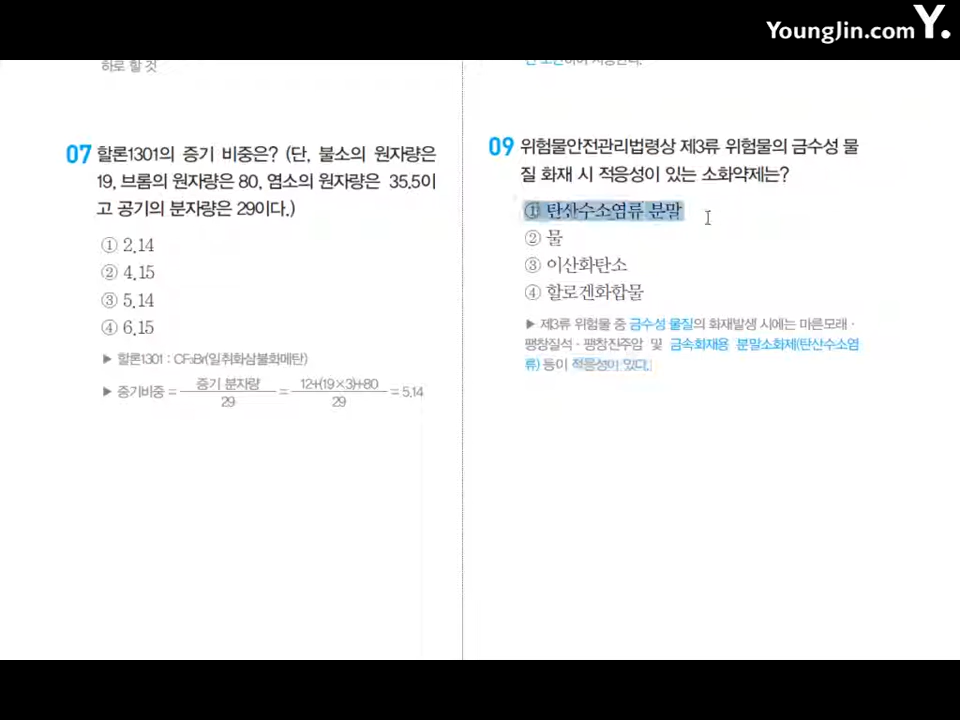 YoungJin.com Y.
하로 할 것
07 할론1301의 증기 비중은? (단, 불소의 원자량은
19, 브롬의 원자량은 80, 염소의 원자량은 35.5이
고 공기의 분자량은 29이다.)
① 2.14
② 4.15
③ 5.14
④ 6.15
▶ 할론1301 : CF₃Br(일취화삼불화메탄)
▶ 증기비중 = 증기 분자량 / 29 = 12+(19×3)+80 / 29 = 5.14
09 위험물안전관리법령상 제3류 위험물의 금수성 물
질 화재 시 적응성이 있는 소화약제는?
① 탄산수소염류 분말
② 물
③ 이산화탄소
④ 할로겐화합물
▶ 제3류 위험물 중 금수성 물질의 화재발생 시에는 마른모래·
팽창질석·팽창진주암 및 금속화재용 분말소화제(탄산수소염
류) 등이 적응성이 있다.